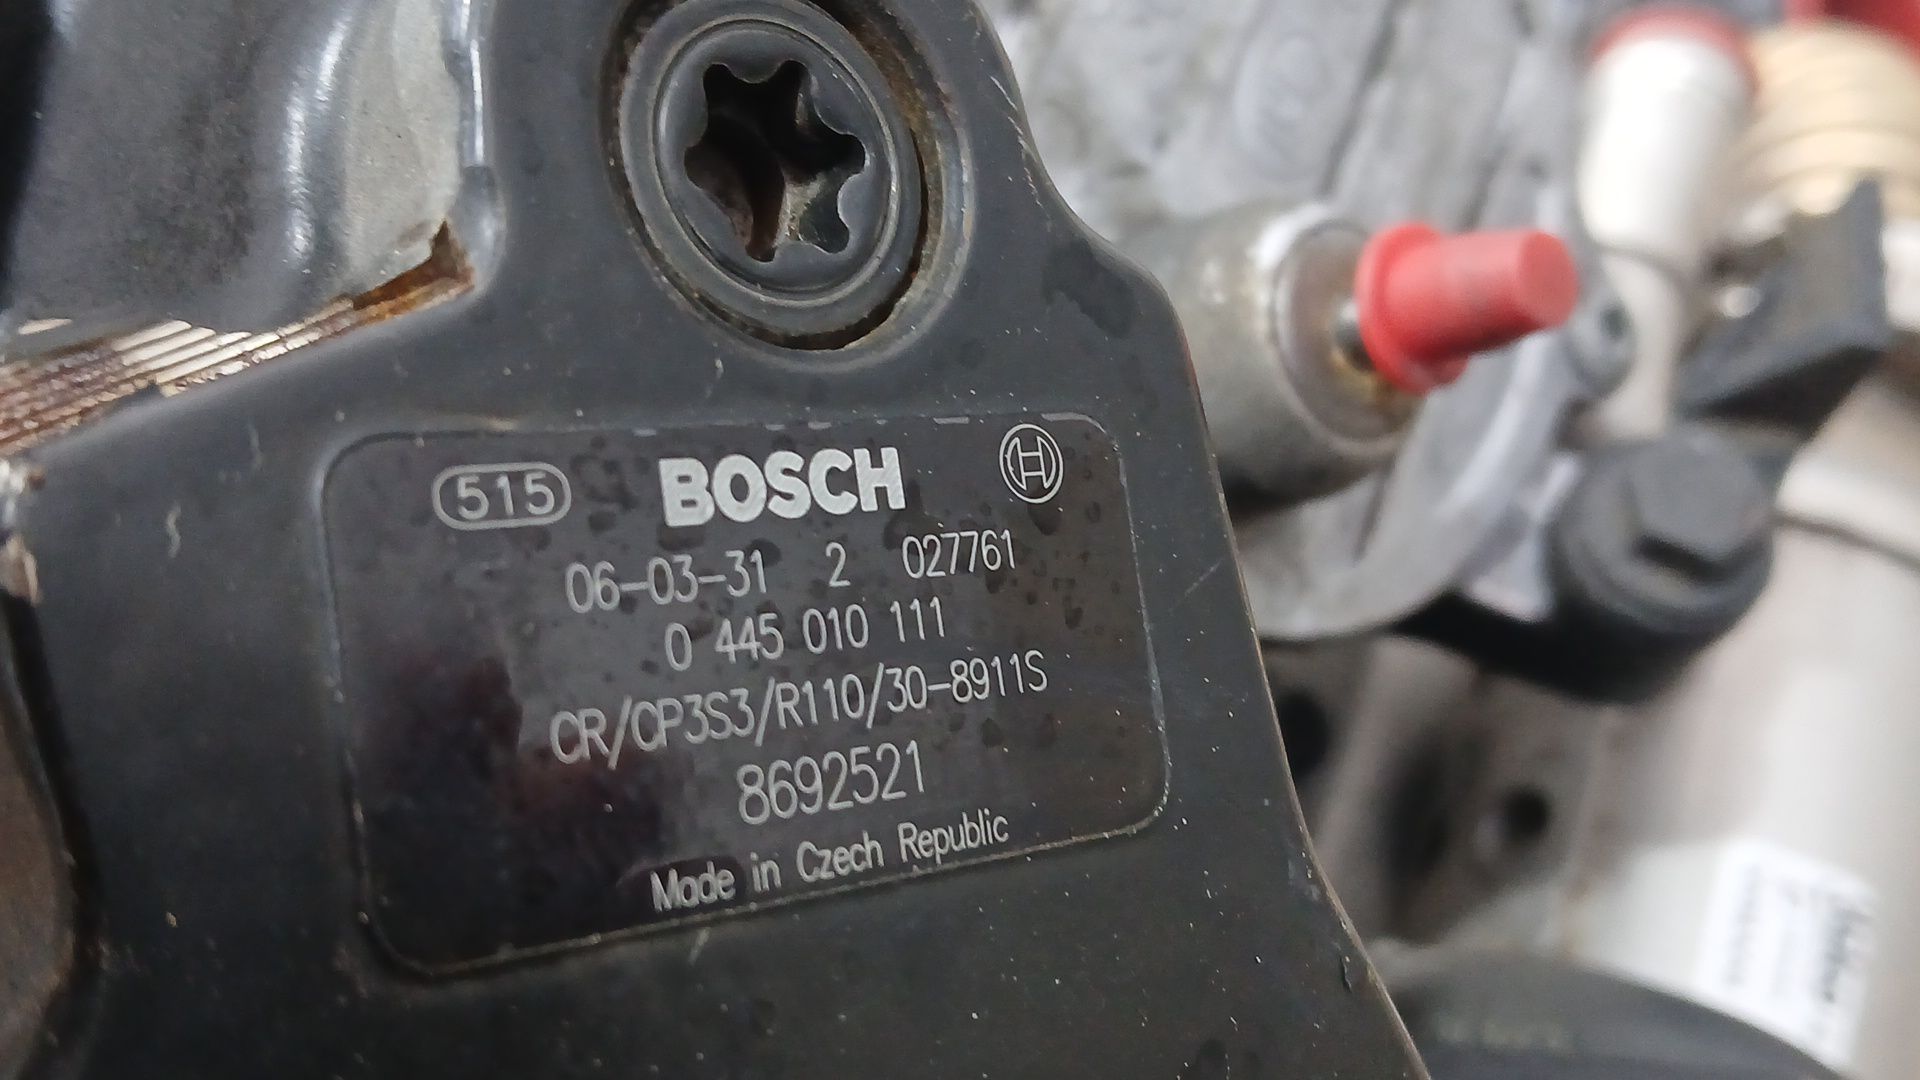 515 BOSCH
06-03-31 2 027761
0 445 010 111
CR/CP3S3/R110/30-8911S
8692521
Made in Czech Republic